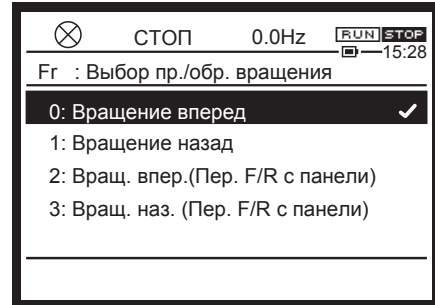 СТОП 0.0Hz RUN STOP
15:28
Fr : Выбор пр./обр. вращения
0: Вращение вперед
1: Вращение назад
2: Вращ. впер.(Пер. F/R с панели)
3: Вращ. наз. (Пер. F/R с панели)